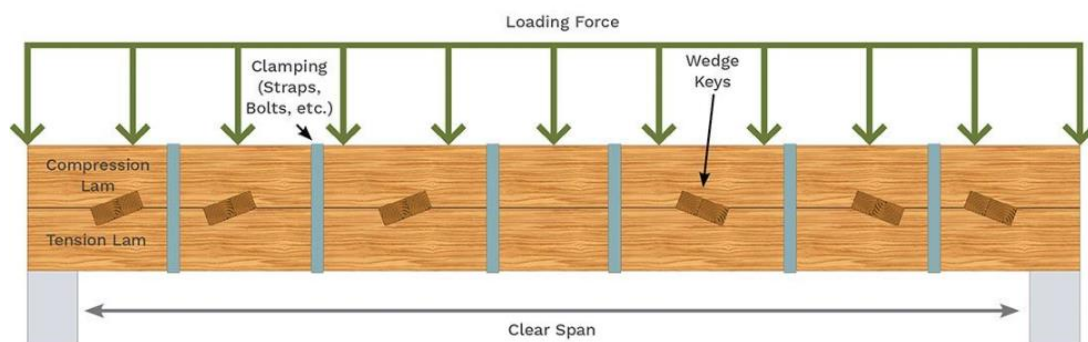 Loading Force
Clamping
(Straps,
Bolts, etc.)
Wedge
Keys
Compression
Lam
Tension Lam
Clear Span